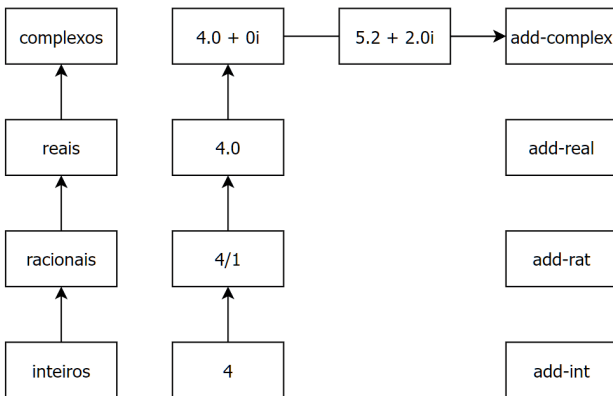 complexos
4.0 + 0i
5.2 + 2.0i
add-complex
reais
4.0
add-real
racionais
4/1
add-rat
inteiros
4
add-int